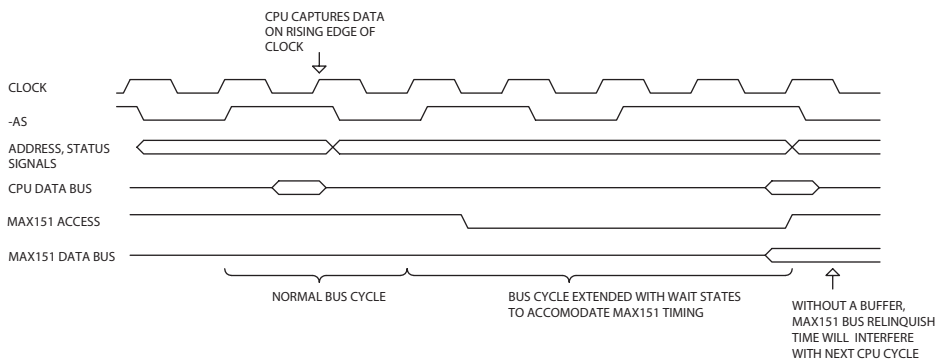 CPU CAPTURES DATA
ON RISING EDGE OF
CLOCK
CLOCK
-AS
ADDRESS, STATUS
SIGNALS
CPU DATA BUS
MAX151 ACCESS
MAX151 DATA BUS
NORMAL BUS CYCLE
BUS CYCLE EXTENDED WITH WAIT STATES
TO ACCOMODATE MAX151 TIMING
WITHOUT A BUFFER,
MAX151 BUS RELINQUISH
TIME WILL INTERFERE
WITH NEXT CPU CYCLE